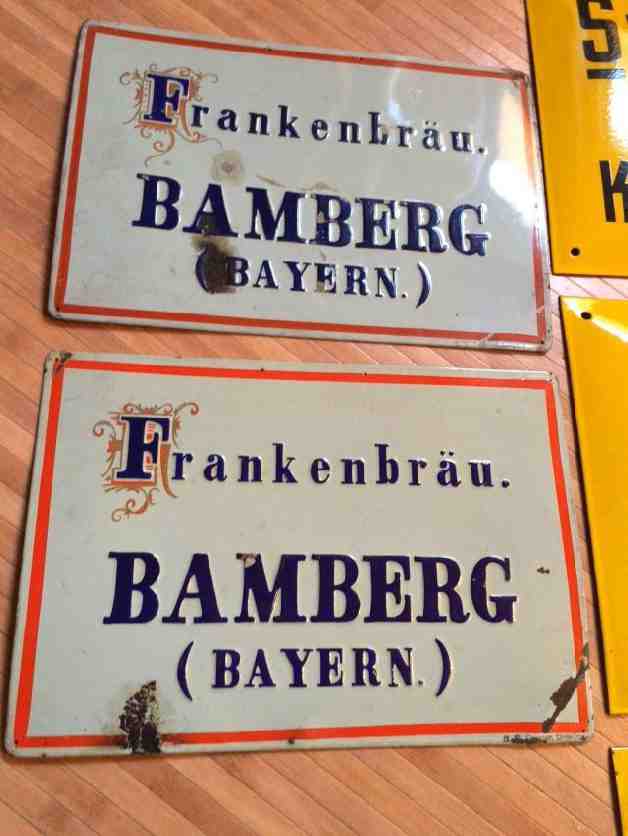 Frankenbräu.
BAMBERG
(BAYERN.)
Frankenbräu.
BAMBERG
(BAYERN.)
S
K